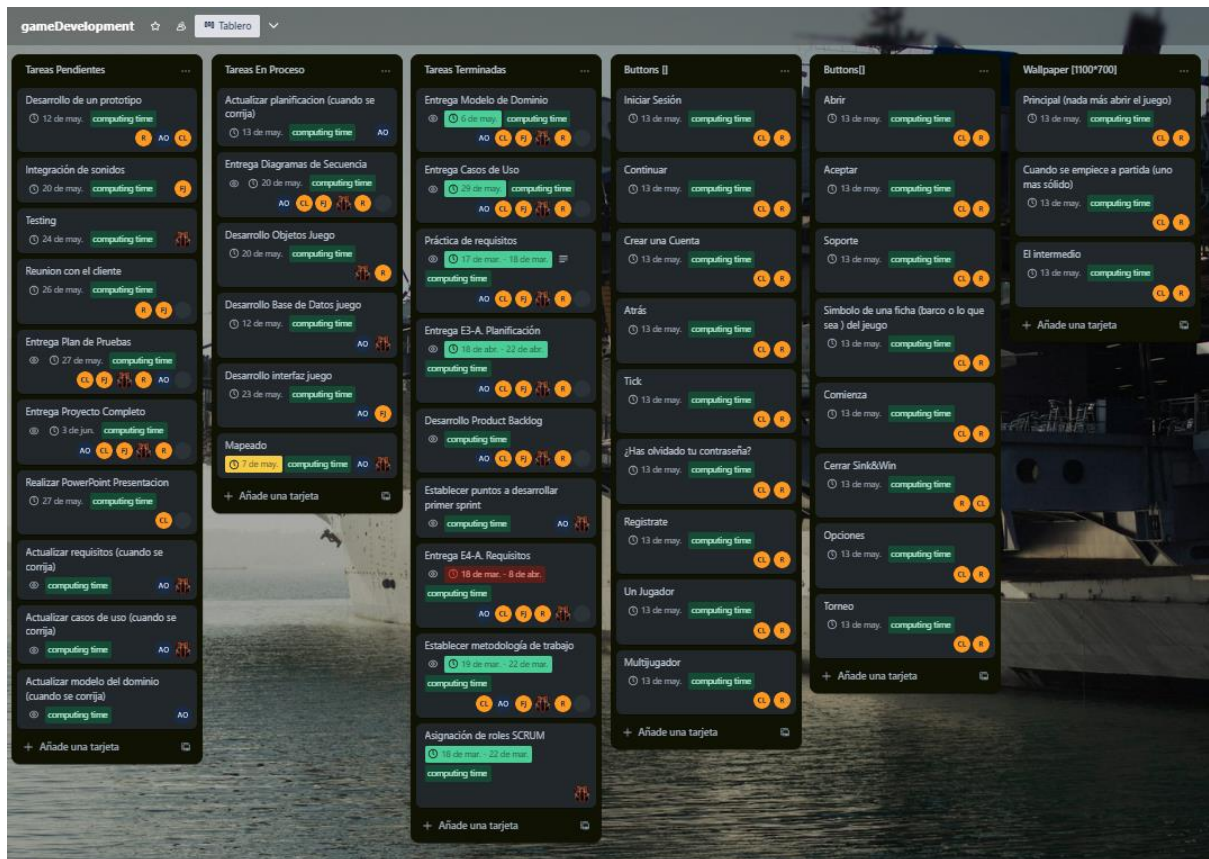 gameDevelopment
Tablero
Tareas Pendientes
Desarrollo de un prototipo
12 de may. computing time
R AO CL
Integración de sonidos
20 de may. computing time FJ
Testing
24 de may. computing time
Reunion con el cliente
26 de may. computing time
R FJ
Entrega Plan de Pruebas
27 de may. computing time
CL FJ R AO
Entrega Proyecto Completo
3 de jun. computing time
AO CL FJ R
Realizar PowerPoint Presentacion
27 de may. computing time
CL
Actualizar requisitos (cuando se
corrija)
computing time AO
Actualizar casos de uso (cuando se
corrija)
computing time AO
Actualizar modelo del dominio
(cuando se corrija)
computing time AO
+ Añade una tarjeta
Tareas En Proceso
Actualizar planificacion (cuando se
corrija)
13 de may. computing time AO
Entrega Diagramas de Secuencia
20 de may. computing time
AO CL FJ R
Desarrollo Objetos Juego
20 de may. computing time
R
Desarrollo Base de Datos juego
12 de may. computing time
AO
Desarrollo interfaz juego
23 de may. computing time
AO FJ
Mapeado
7 de may. computing time AO
+ Añade una tarjeta
Tareas Terminadas
Entrega Modelo de Dominio
6 de may. computing time
AO CL FJ R
Entrega Casos de Uso
29 de may. computing time
AO CL FJ R
Práctica de requisitos
17 de mar. - 18 de mar.
computing time
AO CL FJ R
Entrega E3-A. Planificación
18 de abr. - 22 de abr.
computing time
AO CL FJ R
Desarrollo Product Backlog
computing time
AO CL FJ R
Establecer puntos a desarrollar
primer sprint
computing time AO
Entrega E4-A. Requisitos
18 de mar. - 8 de abr.
computing time
AO CL FJ R
Establecer metodología de trabajo
19 de mar. - 22 de mar.
computing time
CL AO FJ R
Asignación de roles SCRUM
18 de mar. - 22 de mar.
computing time
+ Añade una tarjeta
Buttons []
Iniciar Sesión
13 de may. computing time
CL R
Continuar
13 de may. computing time
CL R
Crear una Cuenta
13 de may. computing time
CL R
Atrás
13 de may. computing time
CL R
Tick
13 de may. computing time
CL R
¿Has olvidado tu contraseña?
13 de may. computing time
CL R
Registrate
13 de may. computing time
CL R
Un Jugador
13 de may. computing time
CL R
Multijugador
13 de may. computing time
CL R
+ Añade una tarjeta
Buttons[]
Abrir
13 de may. computing time
CL R
Aceptar
13 de may. computing time
CL R
Soporte
13 de may. computing time
CL R
Simbolo de una ficha (barco o lo que
sea ) del jeugo
13 de may. computing time
CL R
Comienza
13 de may. computing time
CL R
Cerrar Sink&Win
13 de may. computing time
R CL
Opciones
13 de may. computing time
CL R
Torneo
13 de may. computing time
CL R
+ Añade una tarjeta
Wallpaper [1100*700]
Principal (nada más abrir el juego)
13 de may. computing time
CL R
Cuando se empiece a partida (uno
mas sólido)
13 de may. computing time
CL R
El intermedio
13 de may. computing time
CL R
+ Añade una tarjeta